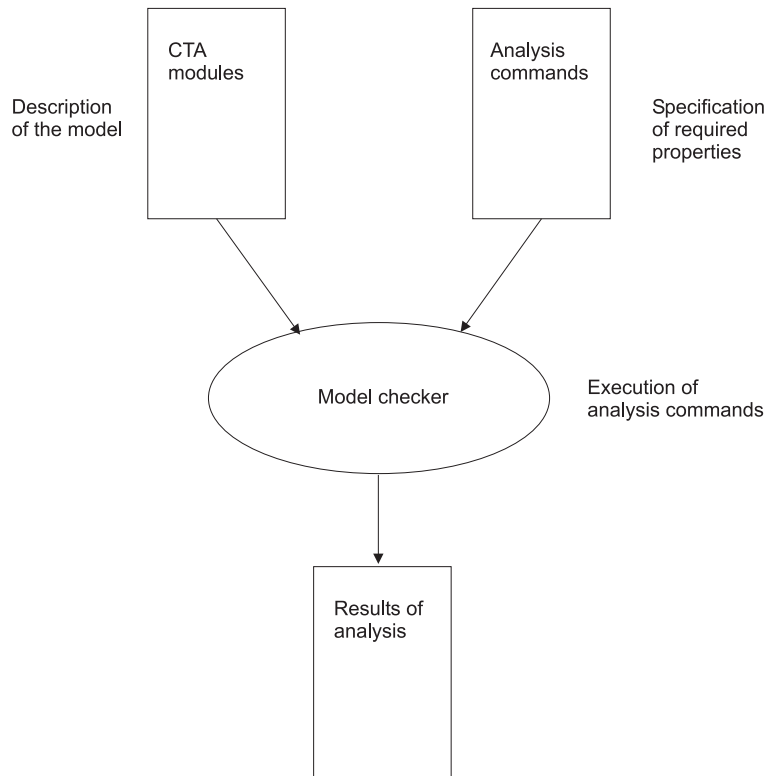 CTA
modules
Analysis
commands
Description
of the model
Specification
of required
properties
Model checker
Execution of
analysis commands
Results of
analysis